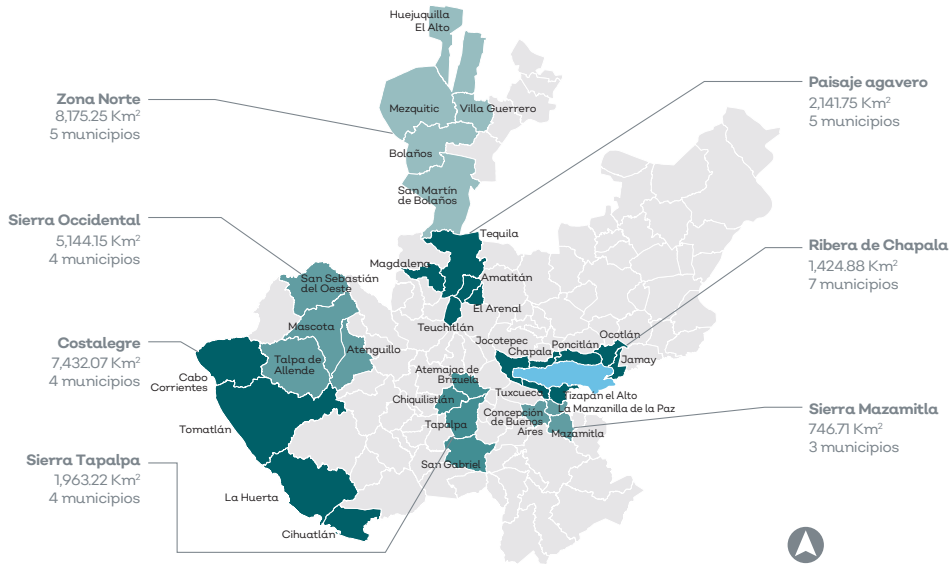 Huejuquilla
El Alto
Zona Norte
8,175.25 Km²
5 municipios
Mezquitic
Villa Guerrero
Bolaños
San Martín
de Bolaños
Paisaje agavero
2,141.75 Km²
5 municipios
Sierra Occidental
5,144.15 Km²
4 municipios
Tequila
Magdalena
Amatitán
El Arenal
Teuchitlán
San Sebastián
del Oeste
Mascota
Atenguillo
Talpa de
Allende
Ribera de Chapala
1,424.88 Km²
7 municipios
Costalegre
7,432.07 Km²
4 municipios
Cabo
Corrientes
Tomatlán
La Huerta
Cihuatlán
Jocotepec
Chapala
Poncitlán
Ocotlán
Jamay
Tuxcueca
Tizapán el Alto
La Manzanilla de la Paz
Concepción
de Buenos
Aires
Mazamitla
Atemajac de
Brizuela
Chiquilistlán
Tapalpa
San Gabriel
Sierra Mazamitla
746.71 Km²
3 municipios
Sierra Tapalpa
1,963.22 Km²
4 municipios